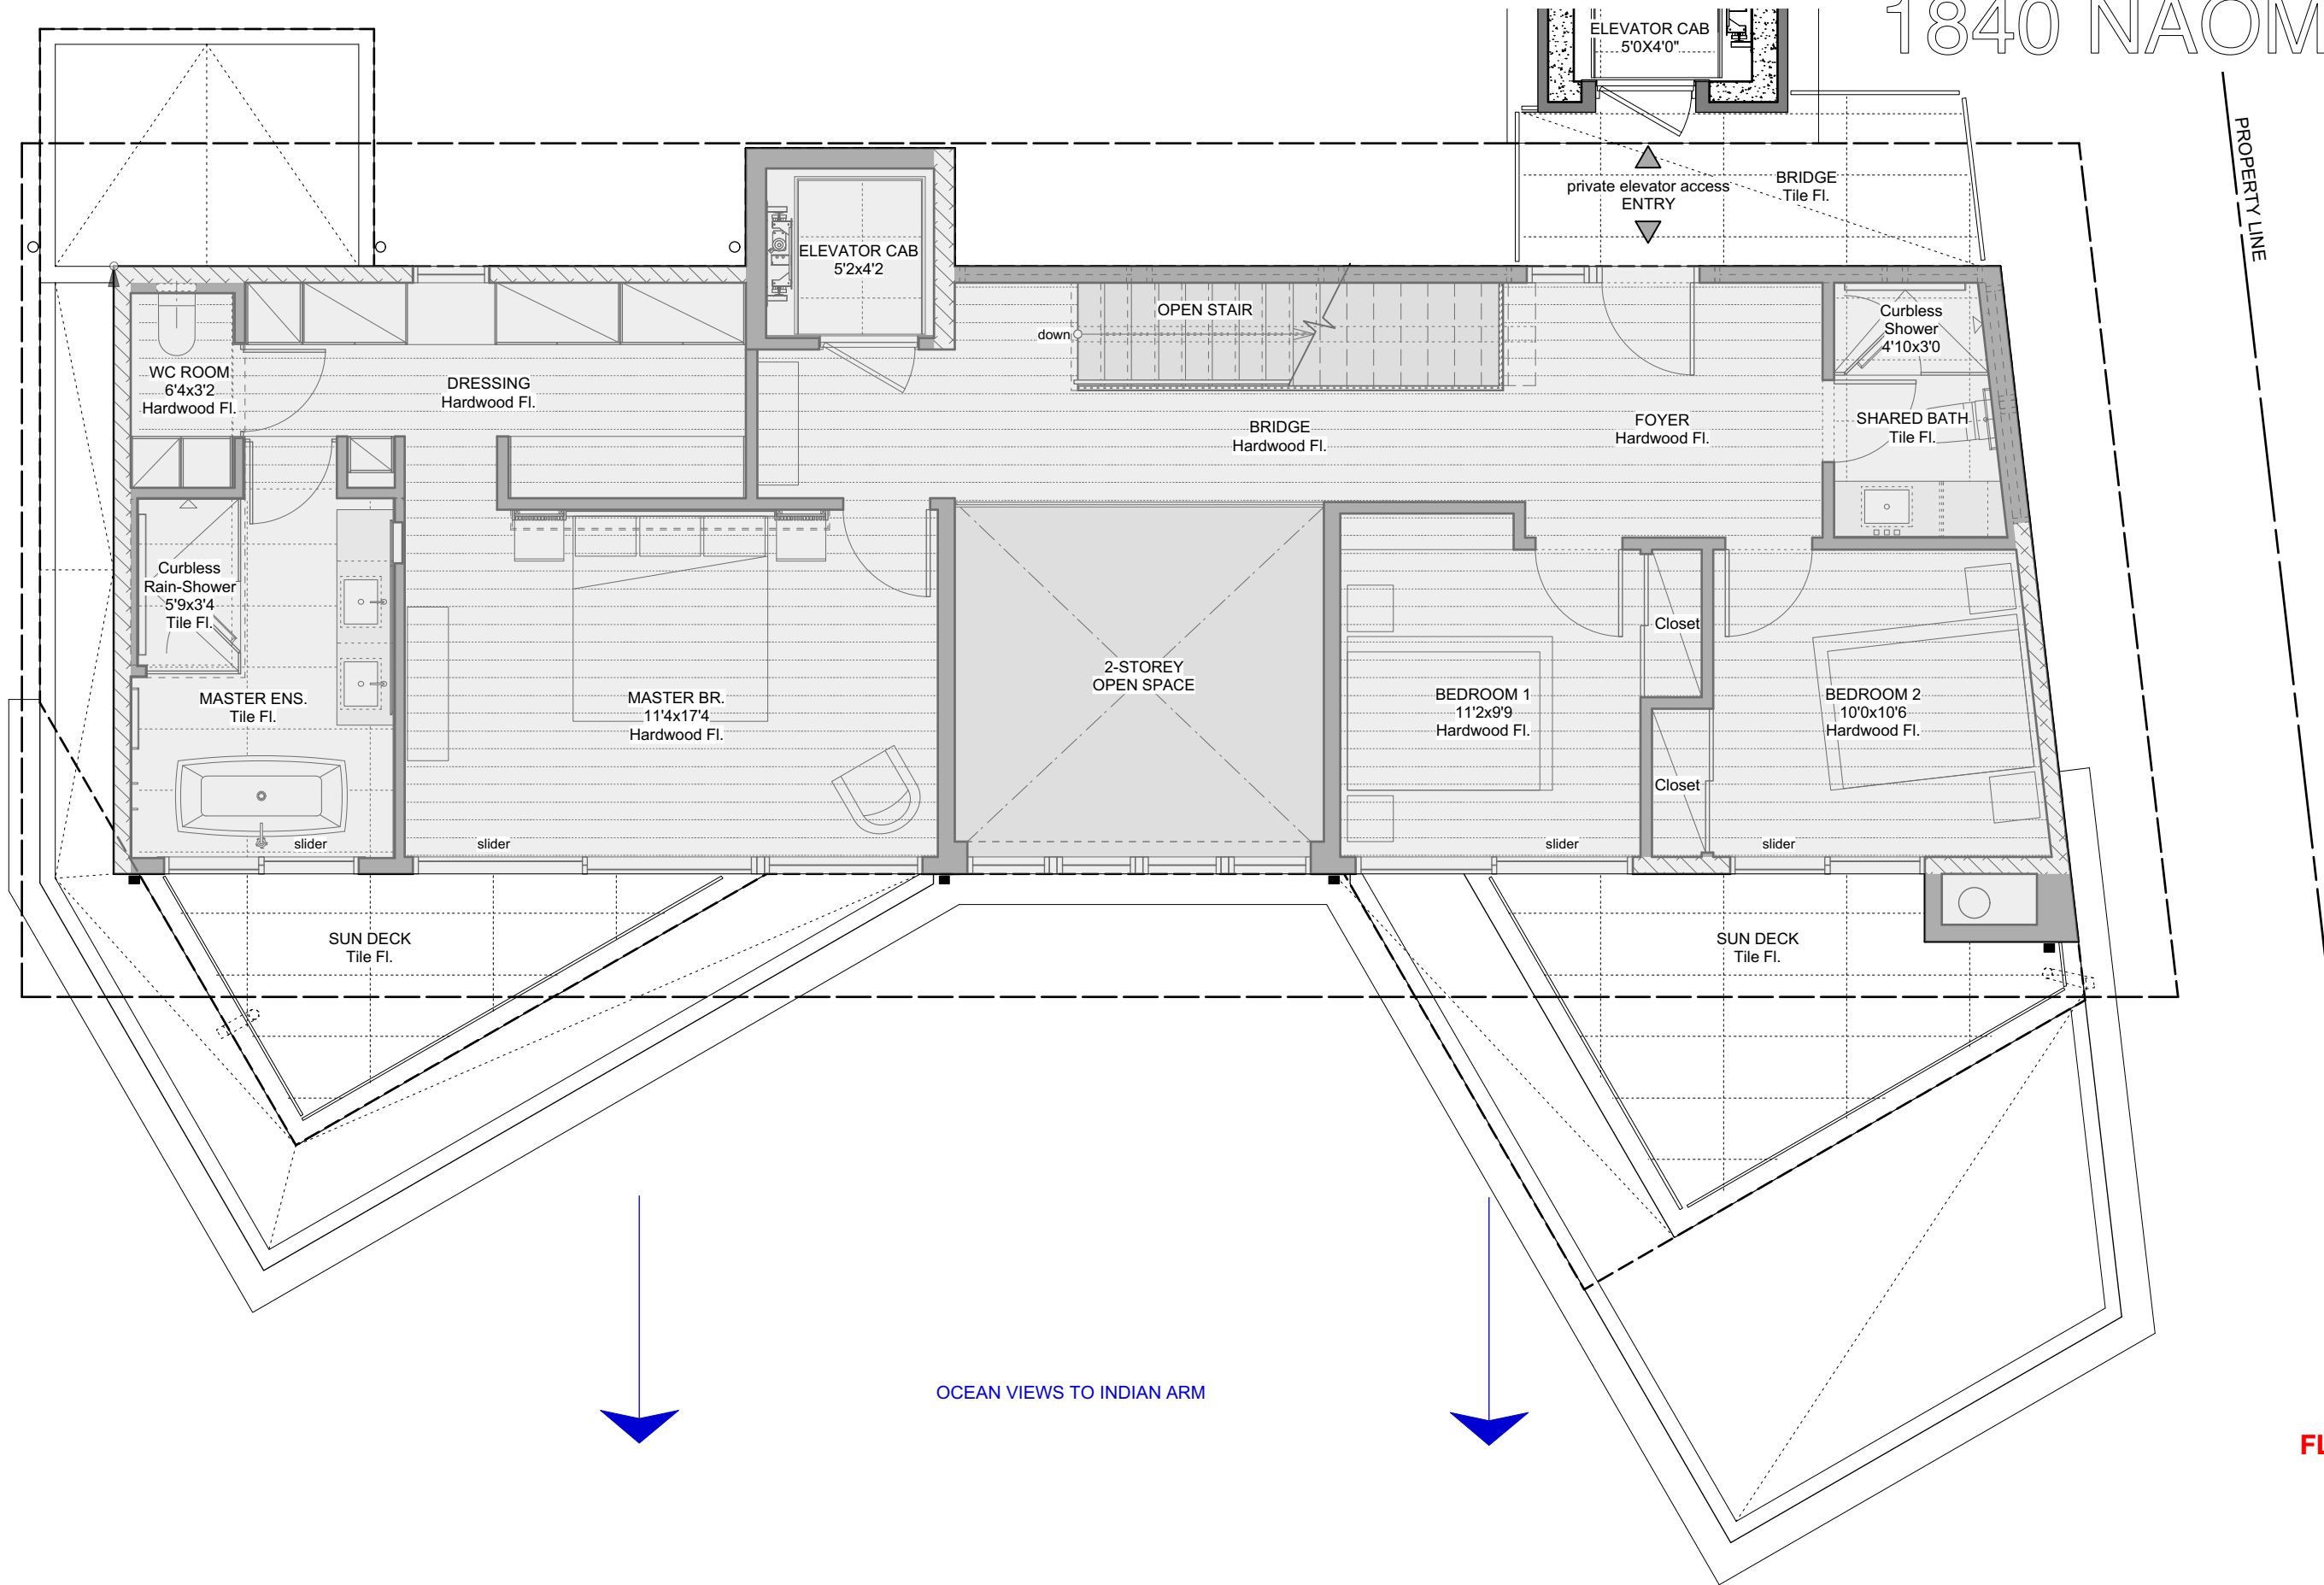 1840 NAOM
ELEVATOR CAB
5'0X4'0"
PROPERTY LINE
private elevator access
ENTRY
BRIDGE
Tile Fl.
ELEVATOR CAB
5'2x4'2
OPEN STAIR
down
Curbless
Shower
4'10x3'0
WC ROOM
6'4x3'2
Hardwood Fl.
DRESSING
Hardwood Fl.
BRIDGE
Hardwood Fl.
FOYER
Hardwood Fl.
SHARED BATH
Tile Fl.
Curbless
Rain-Shower
5'9x3'4
Tile Fl.
MASTER ENS.
Tile Fl.
MASTER BR.
11'4x17'4
Hardwood Fl.
2-STOREY
OPEN SPACE
BEDROOM 1
11'2x9'9
Hardwood Fl.
Closet
Closet
BEDROOM 2
10'0x10'6
Hardwood Fl.
slider
slider
slider
slider
SUN DECK
Tile Fl.
SUN DECK
Tile Fl.
OCEAN VIEWS TO INDIAN ARM